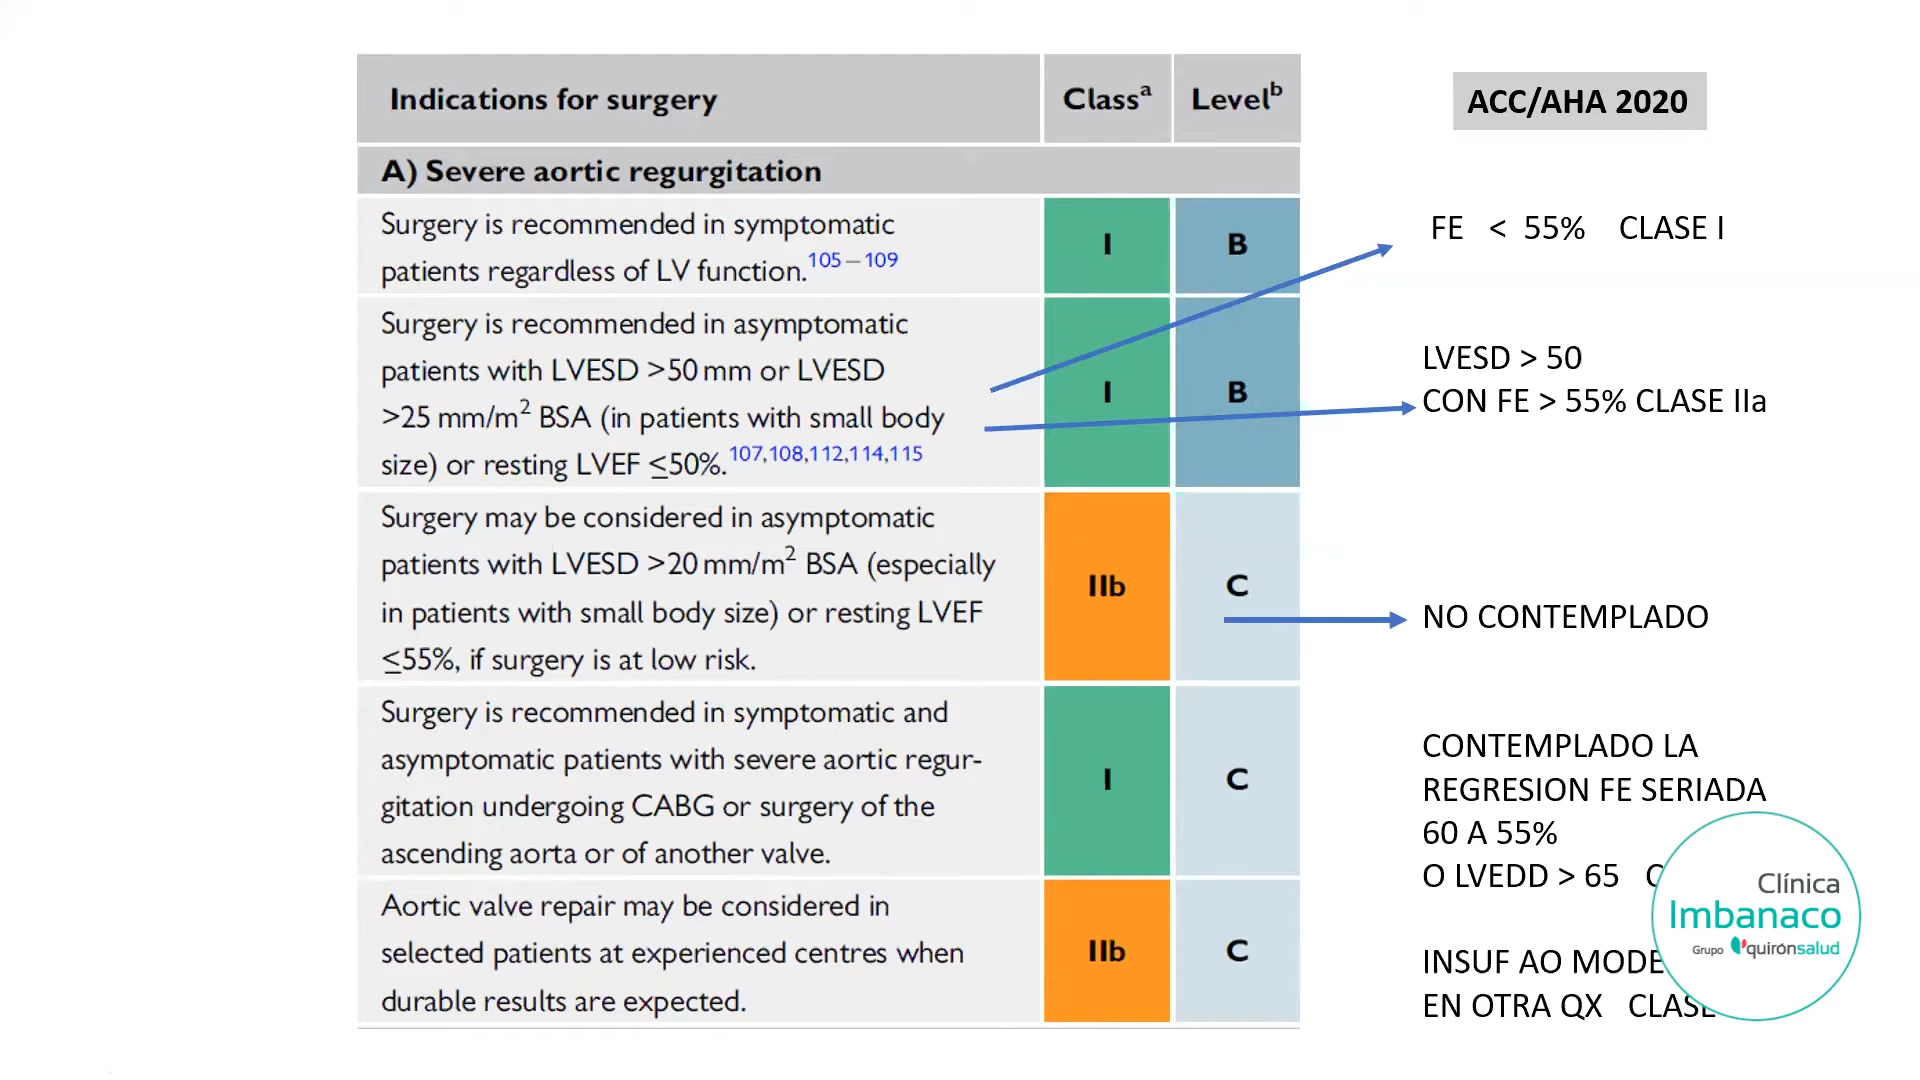 Indications for surgery Classᵃ Levelᵇ
A) Severe aortic regurgitation
Surgery is recommended in symptomatic
patients regardless of LV function.105–109
I B
Surgery is recommended in asymptomatic
patients with LVESD >50 mm or LVESD
>25 mm/m² BSA (in patients with small body
size) or resting LVEF ≤50%.107,108,112,114,115
I B
Surgery may be considered in asymptomatic
patients with LVESD >20 mm/m² BSA (especially
in patients with small body size) or resting LVEF
≤55%, if surgery is at low risk.
IIb C
Surgery is recommended in symptomatic and
asymptomatic patients with severe aortic regur-
gitation undergoing CABG or surgery of the
ascending aorta or of another valve.
I C
Aortic valve repair may be considered in
selected patients at experienced centres when
durable results are expected.
IIb C
ACC/AHA 2020
FE < 55% CLASE I
LVESD > 50
CON FE > 55% CLASE IIa
NO CONTEMPLADO
CONTEMPLADO LA
REGRESION FE SERIADA
60 A 55%
O LVEDD > 65
INSUF AO
EN OTRA QX CLASE
Clínica
Imbanaco
Grupo quirónsalud